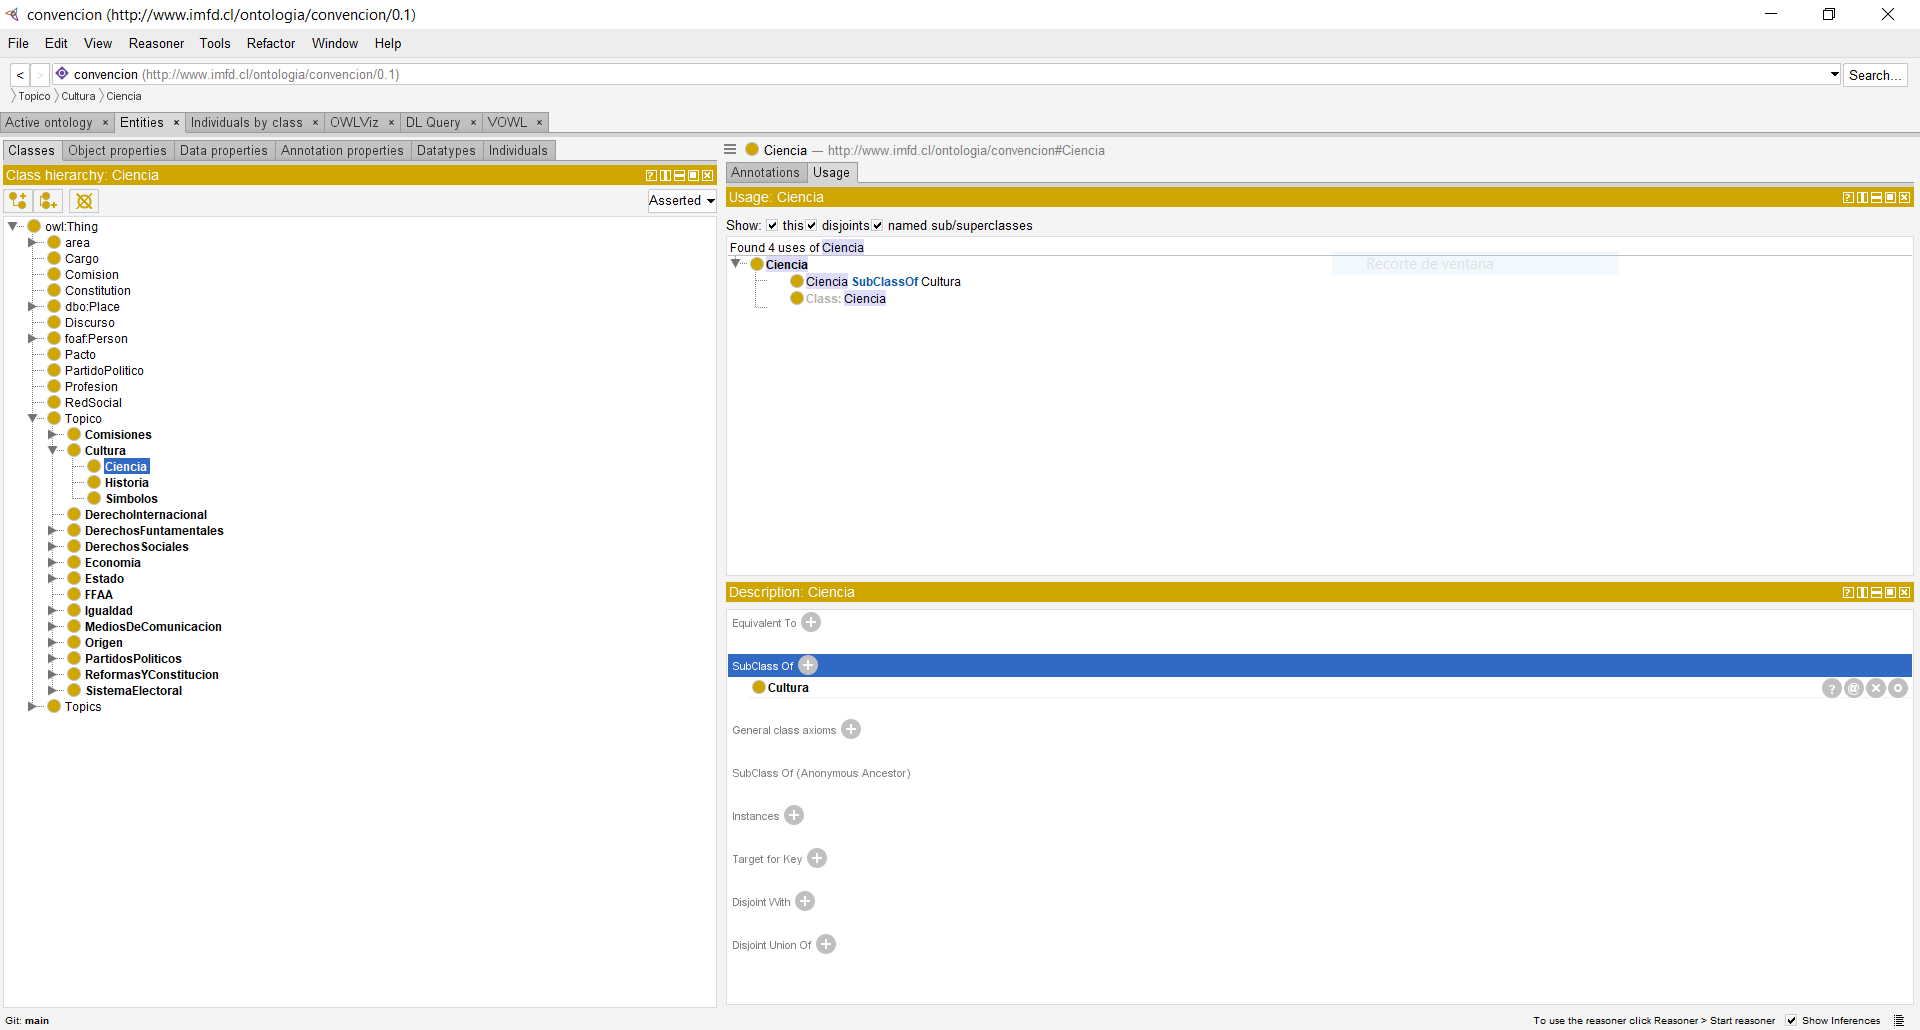 convencion (http://www.imfd.cl/ontologia/convencion/0.1)
File Edit View Reasoner Tools Refactor Window Help
< > convencion (http://www.imfd.cl/ontologia/convencion/0.1) Search...
Topico Cultura Ciencia
Active ontology × Entities × Individuals by class × OWLViz × DL Query × VOWL ×
Classes Object properties Data properties Annotation properties Datatypes Individuals
Class hierarchy: Ciencia
Asserted
owl:Thing
area
Cargo
Comision
Constitution
dbo:Place
Discurso
foaf:Person
Pacto
PartidoPolitico
Profesion
RedSocial
Topico
Comisiones
Cultura
Ciencia
Historia
Simbolos
DerechoInternacional
DerechosFuntamentales
DerechosSociales
Economia
Estado
FFAA
Igualdad
MediosDeComunicacion
Origen
PartidosPoliticos
ReformasYConstitucion
SistemaElectoral
Topics
Ciencia — http://www.imfd.cl/ontologia/convencion#Ciencia
Annotations Usage
Usage: Ciencia
Show: this disjoints named sub/superclasses
Found 4 uses of Ciencia
Recorte de ventana
Ciencia
Ciencia SubClassOf Cultura
Class: Ciencia
Description: Ciencia
Equivalent To
SubClass Of
Cultura
General class axioms
SubClass Of (Anonymous Ancestor)
Instances
Target for Key
Disjoint With
Disjoint Union Of
Git: main
To use the reasoner click Reasoner > Start reasoner Show Inferences